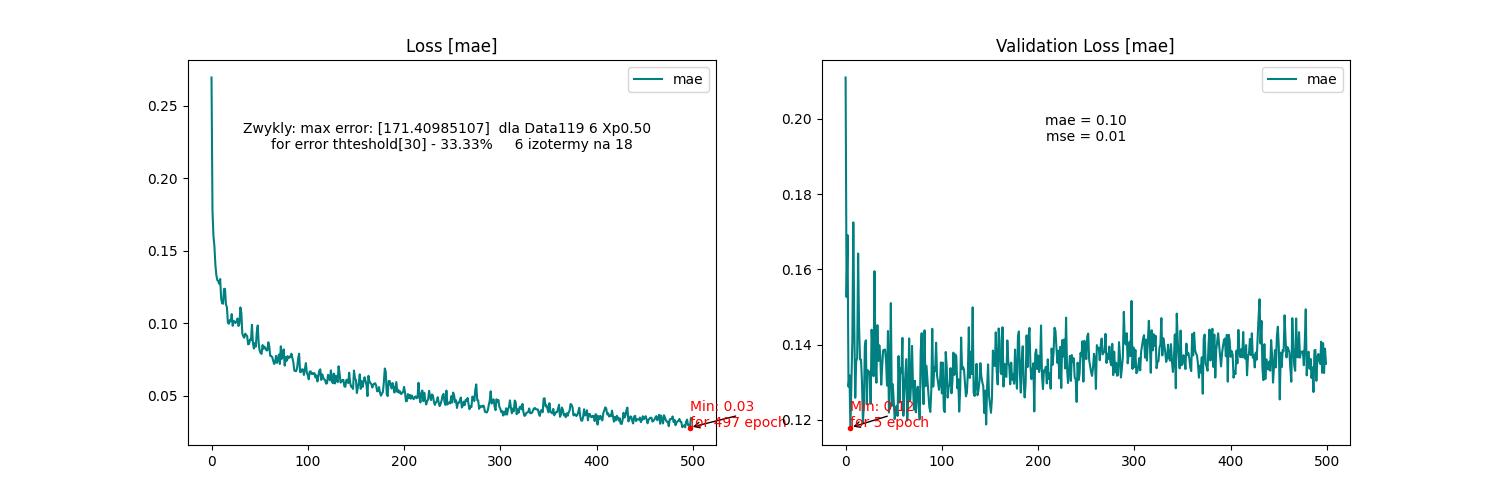 Loss [mae]
mae
0.25
0.20
0.15
0.10
0.05
Zwykly: max error: [171.40985107]  dla Data119 6 Xp0.50
for error thteshold[30] - 33.33%     6 izotermy na 18
Min: 0.03
for 497 epoch
0
100
200
300
400
500
Validation Loss [mae]
mae
0.20
0.18
0.16
0.14
0.12
mae = 0.10
mse = 0.01
Min: 0.12
for 5 epoch
0
100
200
300
400
500